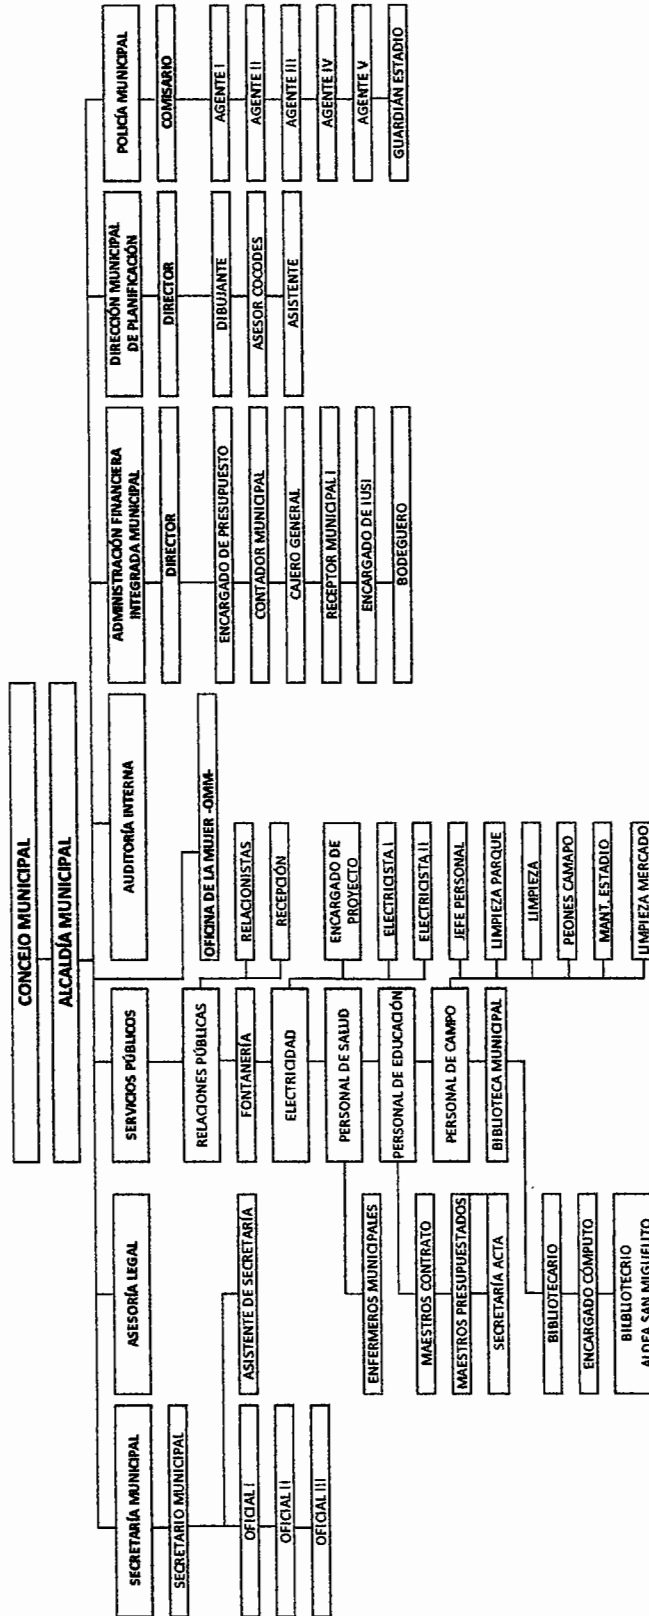 CONCEJO MUNICIPAL
ALCALDÍA MUNICIPAL
SECRETARÍA MUNICIPAL
SECRETARIO MUNICIPAL
ASISTENTE DE SECRETARÍA
OFICIAL I
OFICIAL II
OFICIAL III
ASESORÍA LEGAL
SERVICIOS PÚBLICOS
RELACIONES PÚBLICAS
RELACIONISTAS
RECEPCIÓN
FONTANERÍA
ELECTRICIDAD
ENCARGADO DE
PROYECTO
ELECTRICISTA I
ELECTRICISTA II
PERSONAL DE SALUD
ENFERMEROS MUNICIPALES
PERSONAL DE EDUCACIÓN
MAESTROS CONTRATO
MAESTROS PRESUPUESTADOS
SECRETARÍA ACTA
PERSONAL DE CAMPO
JEFE PERSONAL
LIMPIEZA PARQUE
LIMPIEZA
PEONES CAMAPO
MANT. ESTADIO
LIMPIEZA MERCADO
BIBLIOTECA MUNICIPAL
BIBLIOTECARIO
ENCARGADO CÓMPUTO
BILBLIOTECRIO
ALDEA SAN MIGUELITO
AUDITORÍA INTERNA
OFICINA DE LA MUJER -OMM-
ADMINISTRACIÓN FINANCIERA
INTEGRADA MUNICIPAL
DIRECTOR
ENCARGADO DE PRESUPUESTO
CONTADOR MUNICIPAL
CAJERO GENERAL
RECEPTOR MUNICIPAL I
ENCARGADO DE IUSI
BODEGUERO
DIRECCIÓN MUNICIPAL
DE PLANIFICACIÓN
DIRECTOR
DIBUJANTE
ASESOR COCODES
ASISTENTE
POLICÍA MUNICIPAL
COMISARIO
AGENTE I
AGENTE II
AGENTE III
AGENTE IV
AGENTE V
GUARDIÁN ESTADIO